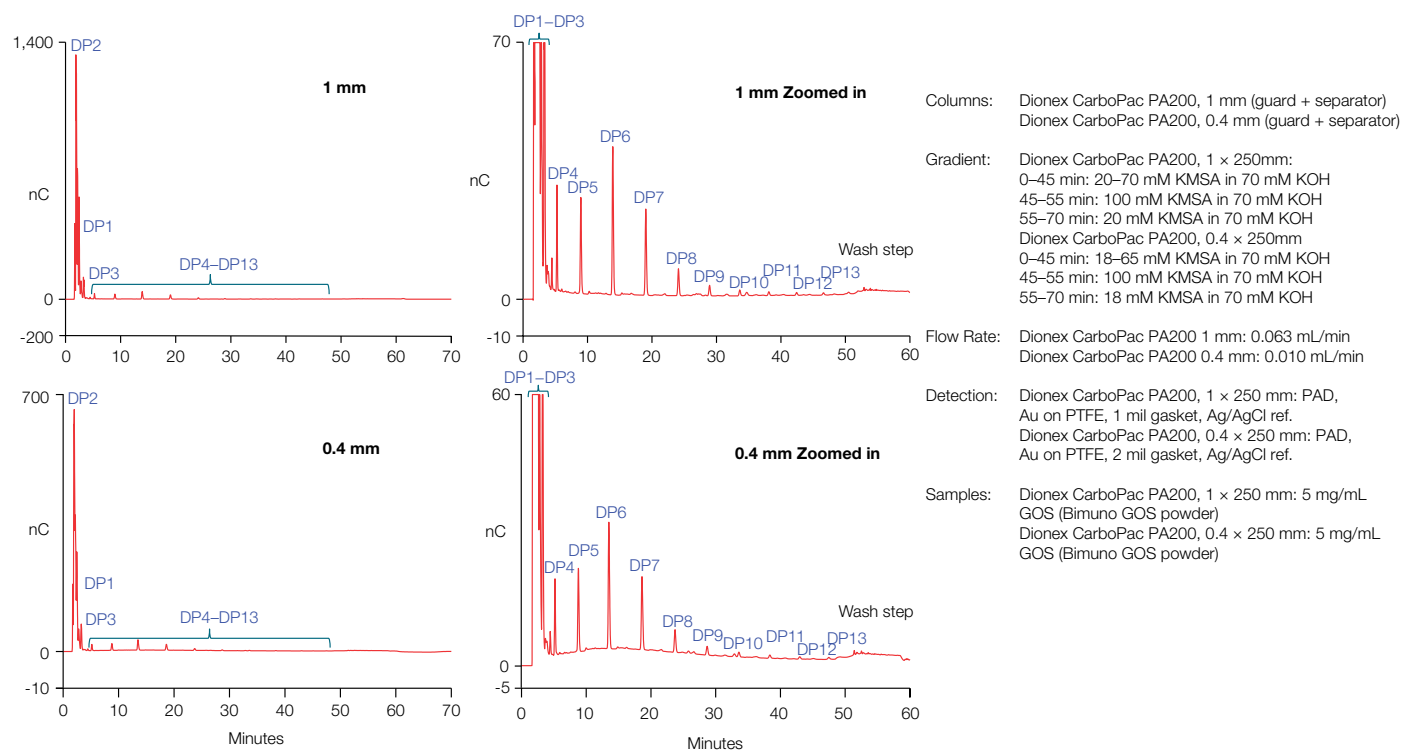 1,400
DP2
1 mm
nC
DP1
DP3
DP4–DP13
0
-200
0 10 20 30 40 50 60 70
DP1–DP3
70
1 mm Zoomed in
DP6
nC
DP4
DP5
DP7
Wash step
DP8
DP9
DP10
DP11
DP12
DP13
0
-10
0 10 20 30 40 50 60
700
DP2
0.4 mm
nC
DP1
DP3
DP4–DP13
0
-10
0 10 20 30 40 50 60 70
Minutes
DP1–DP3
60
0.4 mm Zoomed in
nC
DP6
DP5
DP4
DP7
Wash step
DP8
DP9
DP10
DP11
DP12
DP13
0
-5
0 10 20 30 40 50 60
Minutes
Columns: Dionex CarboPac PA200, 1 mm (guard + separator)
Dionex CarboPac PA200, 0.4 mm (guard + separator)
Gradient: Dionex CarboPac PA200, 1 × 250mm:
0–45 min: 20–70 mM KMSA in 70 mM KOH
45–55 min: 100 mM KMSA in 70 mM KOH
55–70 min: 20 mM KMSA in 70 mM KOH
Dionex CarboPac PA200, 0.4 × 250mm
0–45 min: 18–65 mM KMSA in 70 mM KOH
45–55 min: 100 mM KMSA in 70 mM KOH
55–70 min: 18 mM KMSA in 70 mM KOH
Flow Rate: Dionex CarboPac PA200 1 mm: 0.063 mL/min
Dionex CarboPac PA200 0.4 mm: 0.010 mL/min
Detection: Dionex CarboPac PA200, 1 × 250 mm: PAD,
Au on PTFE, 1 mil gasket, Ag/AgCl ref.
Dionex CarboPac PA200, 0.4 × 250 mm: PAD,
Au on PTFE, 2 mil gasket, Ag/AgCl ref.
Samples: Dionex CarboPac PA200, 1 × 250 mm: 5 mg/mL
GOS (Bimuno GOS powder)
Dionex CarboPac PA200, 0.4 × 250 mm: 5 mg/mL
GOS (Bimuno GOS powder)